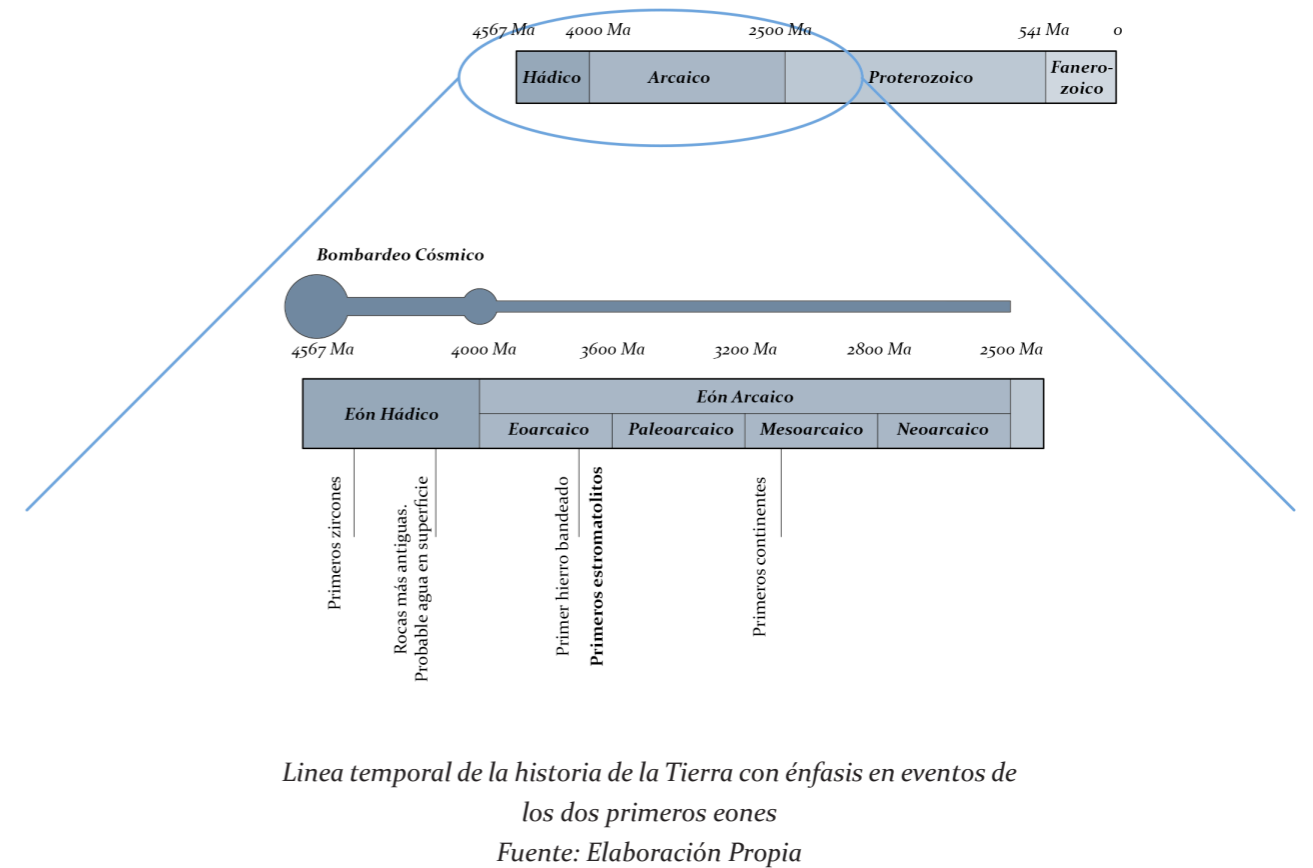 4567 Ma 4000 Ma 2500 Ma 541 Ma 0
Hádico Arcaico Proterozoico Fanero-
zoico
Bombardeo Cósmico
4567 Ma 4000 Ma 3600 Ma 3200 Ma 2800 Ma 2500 Ma
Eón Hádico
Eón Arcaico
Eoarcaico Paleoarcaico Mesoarcaico Neoarcaico
Primeros zircones
Rocas más antiguas.
Probable agua en superficie
Primer hierro bandeado
Primeros estromatolitos
Primeros continentes
Linea temporal de la historia de la Tierra con énfasis en eventos de
los dos primeros eones
Fuente: Elaboración Propia